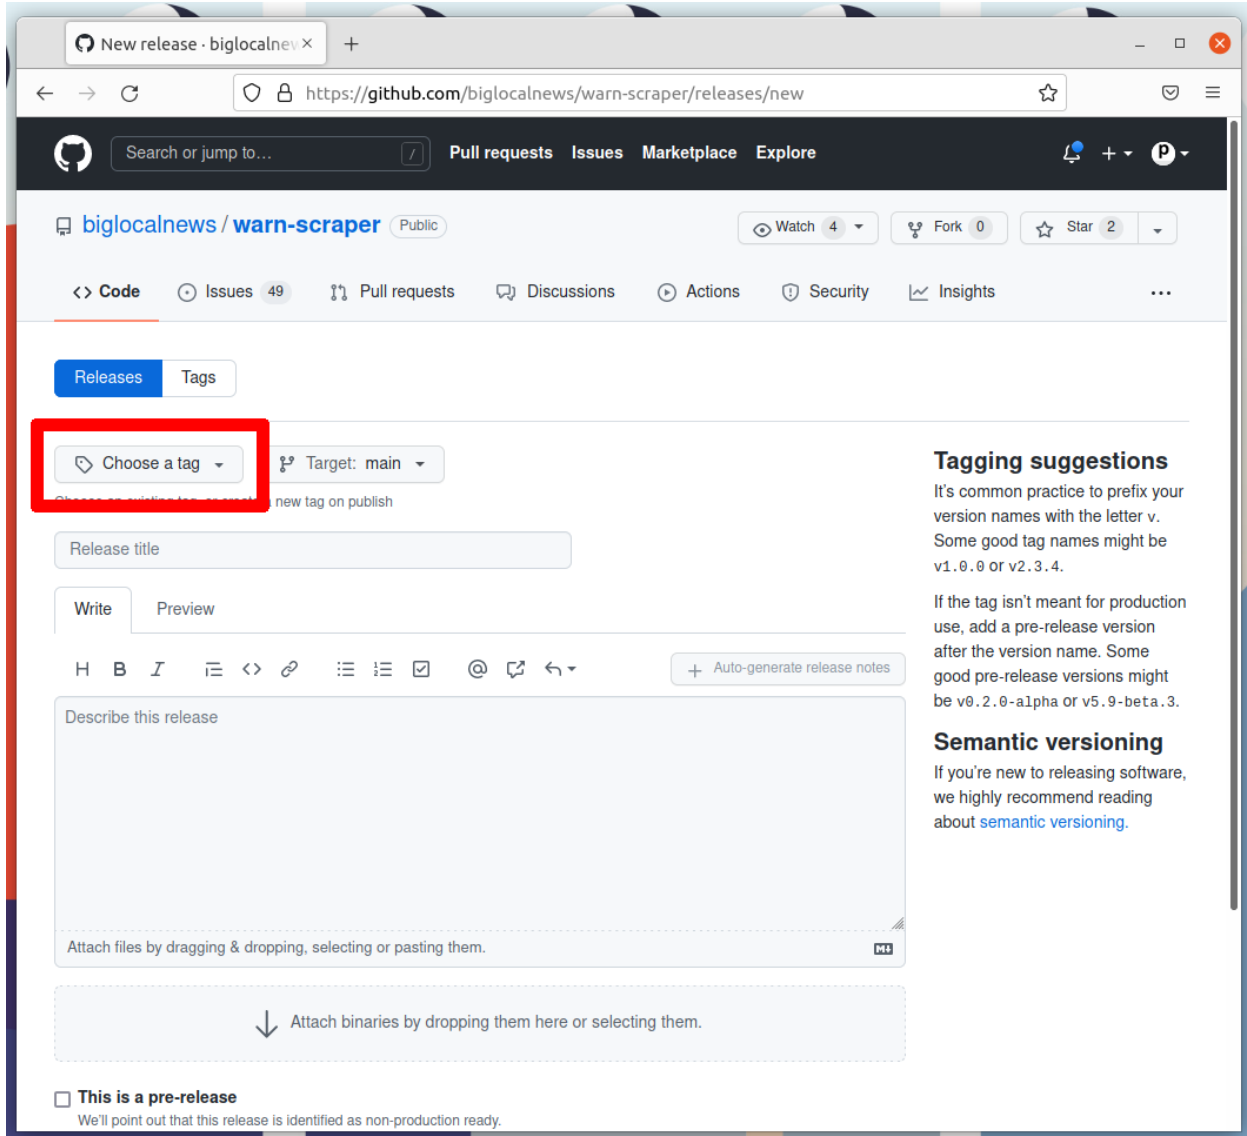 New release · biglocalnew
https://github.com/biglocalnews/warn-scraper/releases/new
Search or jump to… /
Pull requests Issues Marketplace Explore
biglocalnews / warn-scraper Public
Watch 4 Fork 0 Star 2
Code Issues 49 Pull requests Discussions Actions Security Insights
Releases Tags
Choose a tag Target: main
new tag on publish
Release title
Write Preview
H B I
Auto-generate release notes
Describe this release
Attach files by dragging & dropping, selecting or pasting them.
Attach binaries by dropping them here or selecting them.
This is a pre-release
We'll point out that this release is identified as non-production ready.
Tagging suggestions
It's common practice to prefix your
version names with the letter v.
Some good tag names might be
v1.0.0 or v2.3.4.
If the tag isn't meant for production
use, add a pre-release version
after the version name. Some
good pre-release versions might
be v0.2.0-alpha or v5.9-beta.3.
Semantic versioning
If you're new to releasing software,
we highly recommend reading
about semantic versioning.